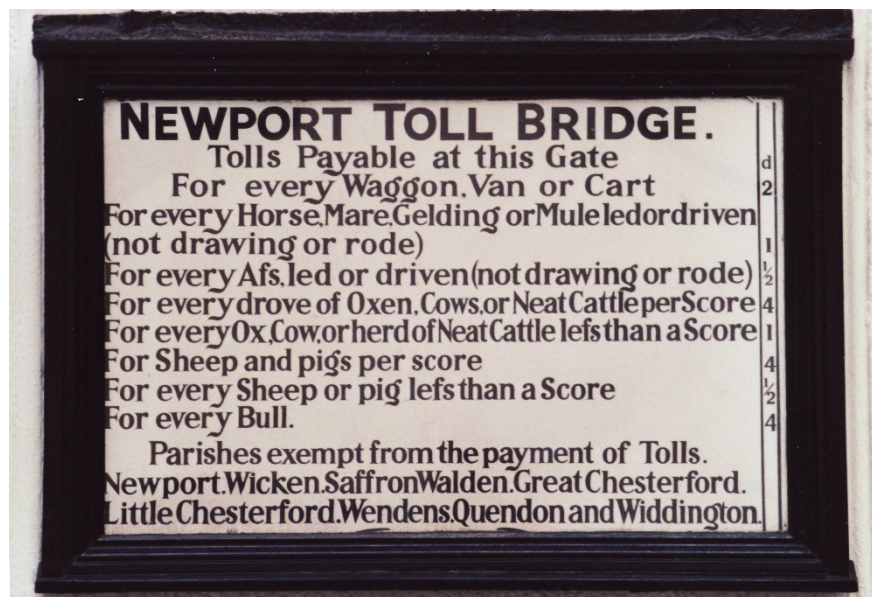 NEWPORT TOLL BRIDGE.
Tolls Payable at this Gate d
For every Waggon, Van or Cart 2
For every Horse, Mare, Gelding or Mule led or driven
(not drawing or rode) 1
For every Aſs, led or driven (not drawing or rode) ½
For every drove of Oxen, Cows, or Neat Cattle per Score 4
For every Ox, Cow, or herd of Neat Cattle leſs than a Score 1
For Sheep and pigs per score 4
For every Sheep or pig leſs than a Score ½
For every Bull. 4
Parishes exempt from the payment of Tolls.
Newport. Wicken. Saffron Walden. Great Chesterford.
Little Chesterford. Wendens. Quendon and Widdington.